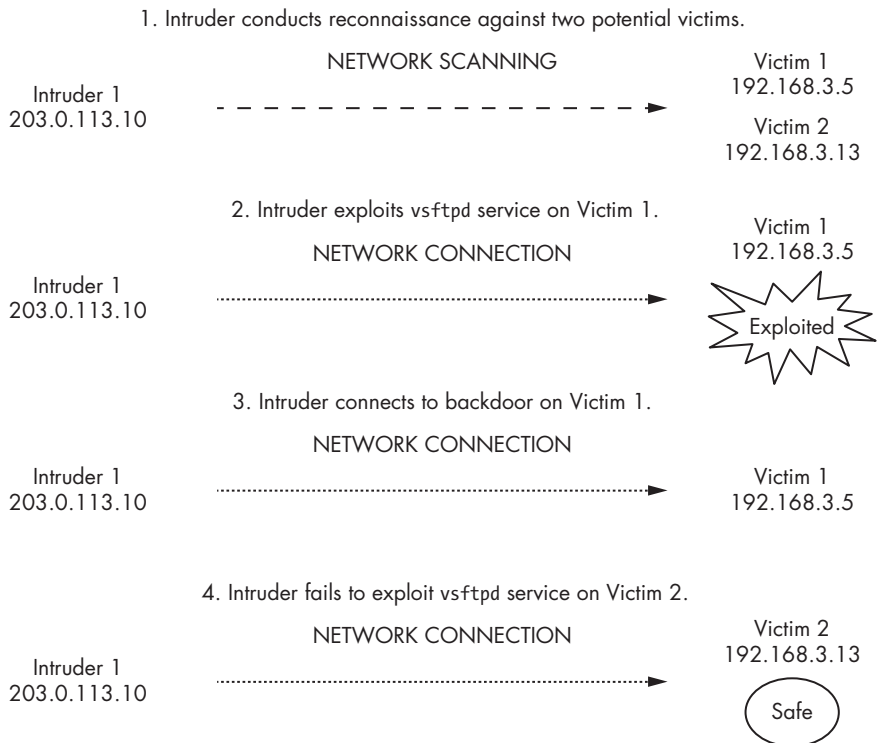 1. Intruder conducts reconnaissance against two potential victims.
NETWORK SCANNING
Intruder 1
203.0.113.10
Victim 1
192.168.3.5
Victim 2
192.168.3.13
2. Intruder exploits vsftpd service on Victim 1.
NETWORK CONNECTION
Intruder 1
203.0.113.10
Victim 1
192.168.3.5
Exploited
3. Intruder connects to backdoor on Victim 1.
NETWORK CONNECTION
Intruder 1
203.0.113.10
Victim 1
192.168.3.5
4. Intruder fails to exploit vsftpd service on Victim 2.
NETWORK CONNECTION
Intruder 1
203.0.113.10
Victim 2
192.168.3.13
Safe